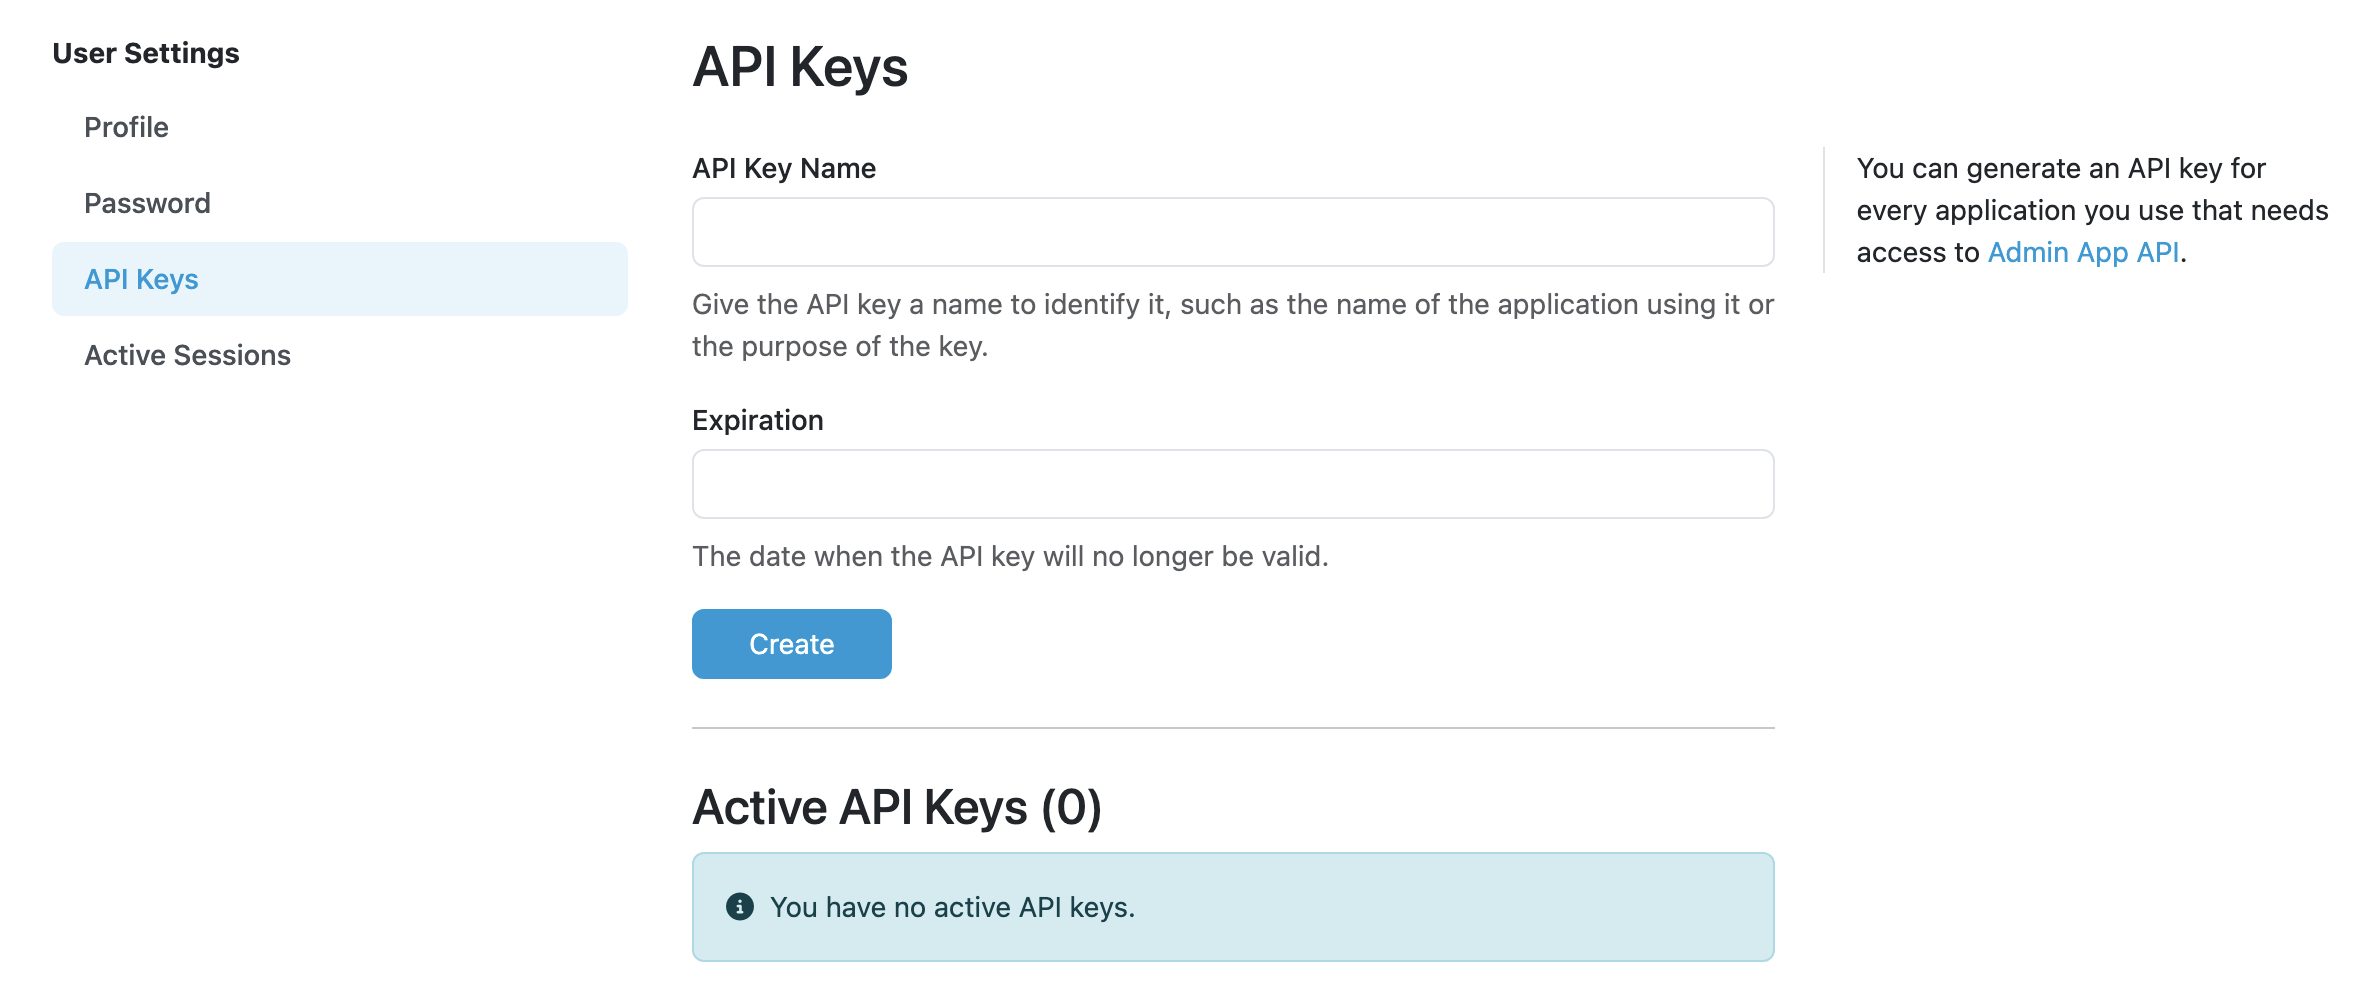 User Settings
Profile
Password
API Keys
Active Sessions
API Keys
API Key Name
Give the API key a name to identify it, such as the name of the application using it or
the purpose of the key.
Expiration
The date when the API key will no longer be valid.
Create
Active API Keys (0)
You have no active API keys.
You can generate an API key for
every application you use that needs
access to Admin App API.